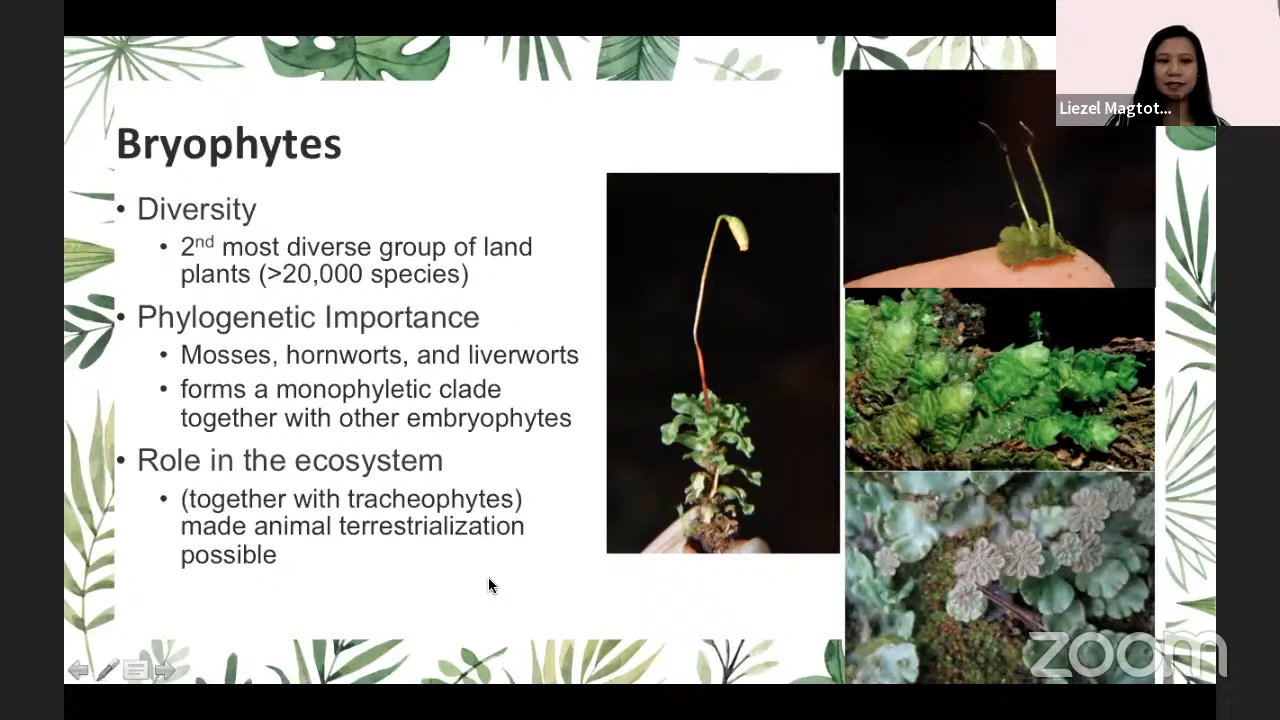 Liezel Magtot...
Bryophytes
• Diversity
• 2nd most diverse group of land
plants (>20,000 species)
• Phylogenetic Importance
• Mosses, hornworts, and liverworts
• forms a monophyletic clade
together with other embryophytes
• Role in the ecosystem
• (together with tracheophytes)
made animal terrestrialization
possible
zoom